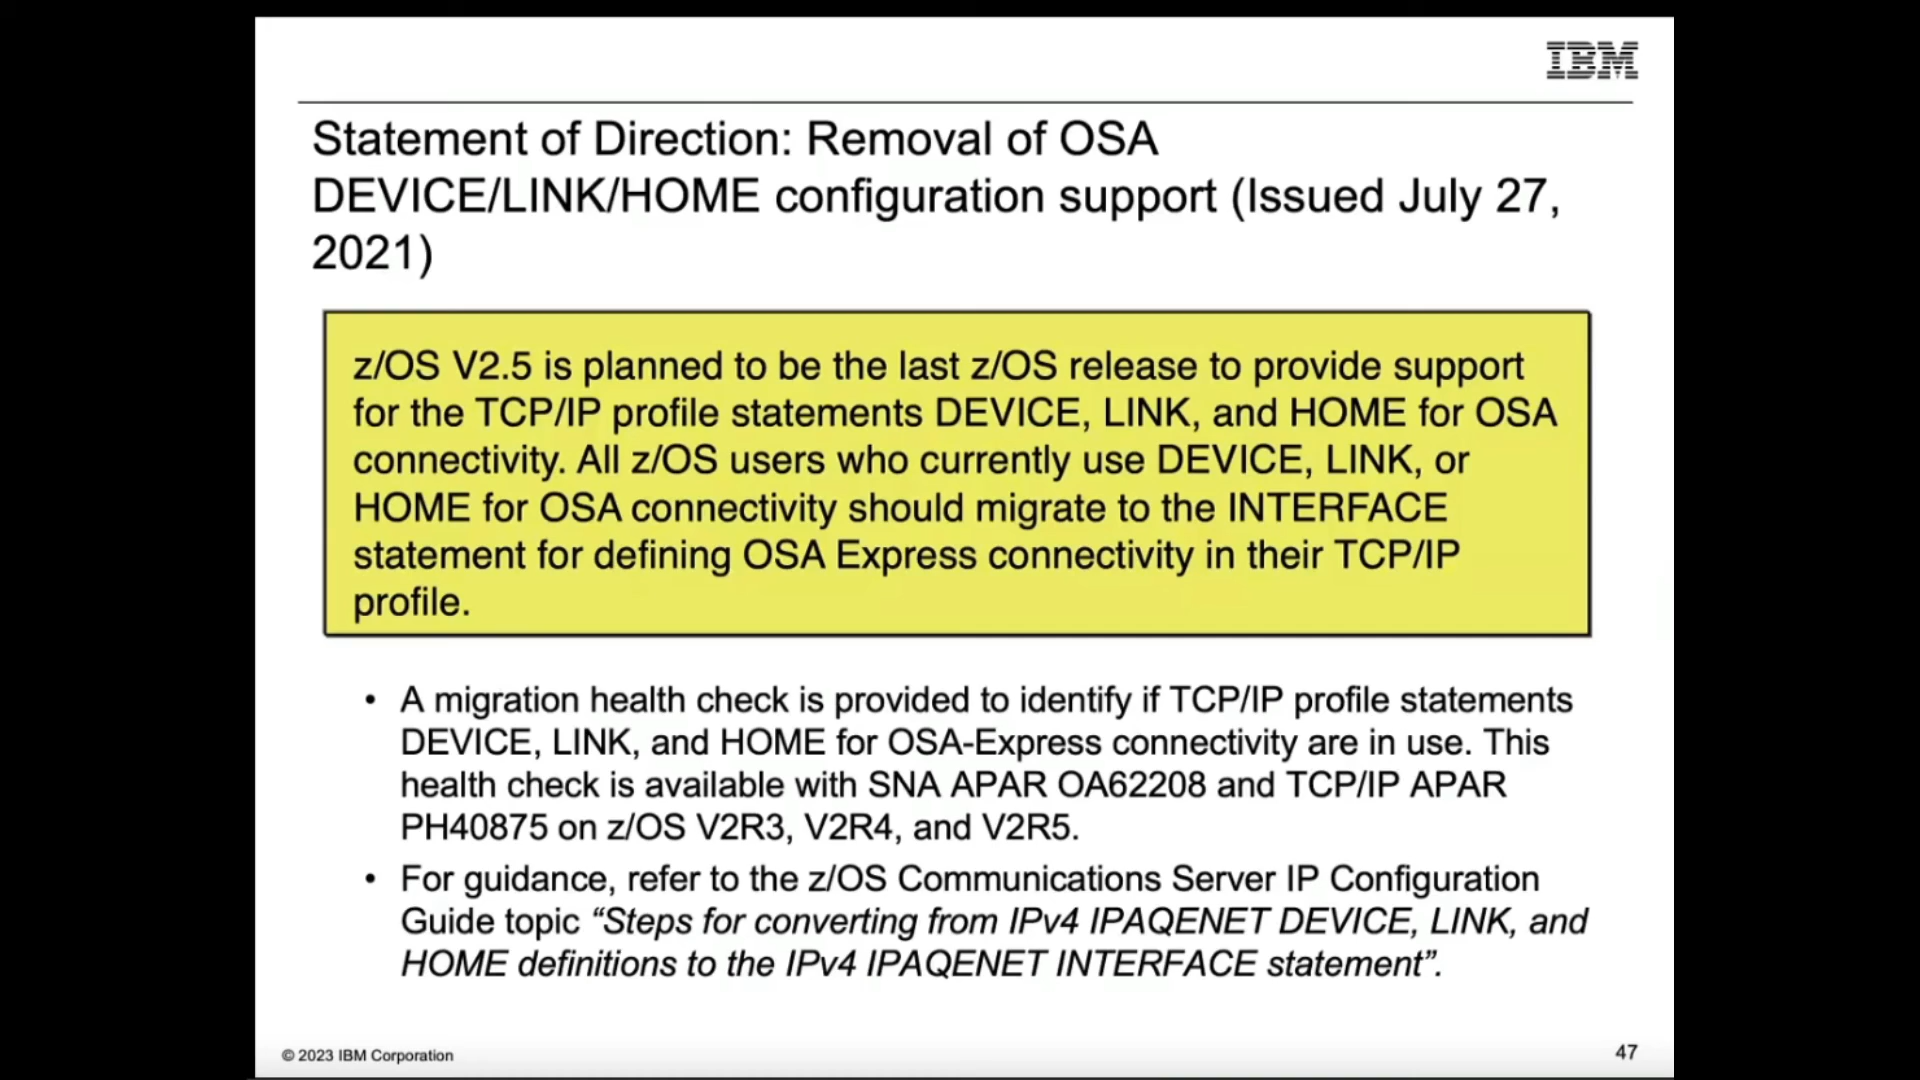 IBM
Statement of Direction: Removal of OSA
DEVICE/LINK/HOME configuration support (Issued July 27,
2021)
z/OS V2.5 is planned to be the last z/OS release to provide support
for the TCP/IP profile statements DEVICE, LINK, and HOME for OSA
connectivity. All z/OS users who currently use DEVICE, LINK, or
HOME for OSA connectivity should migrate to the INTERFACE
statement for defining OSA Express connectivity in their TCP/IP
profile.
• A migration health check is provided to identify if TCP/IP profile statements
DEVICE, LINK, and HOME for OSA-Express connectivity are in use. This
health check is available with SNA APAR OA62208 and TCP/IP APAR
PH40875 on z/OS V2R3, V2R4, and V2R5.
• For guidance, refer to the z/OS Communications Server IP Configuration
Guide topic “Steps for converting from IPv4 IPAQENET DEVICE, LINK, and
HOME definitions to the IPv4 IPAQENET INTERFACE statement”.
© 2023 IBM Corporation
47